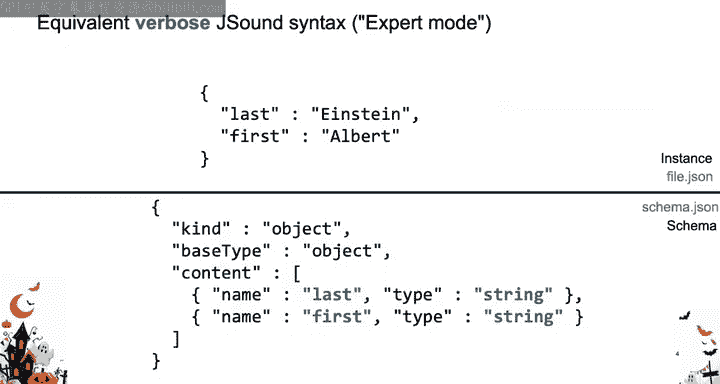 Equivalent verbose JSound syntax ("Expert mode")
{
"last" : "Einstein",
"first" : "Albert"
}
Instance
file.json
schema.json
Schema
{
"kind" : "object",
"baseType" : "object",
"content" : [
{ "name" : "last", "type" : "string" },
{ "name" : "first", "type" : "string" }
]
}